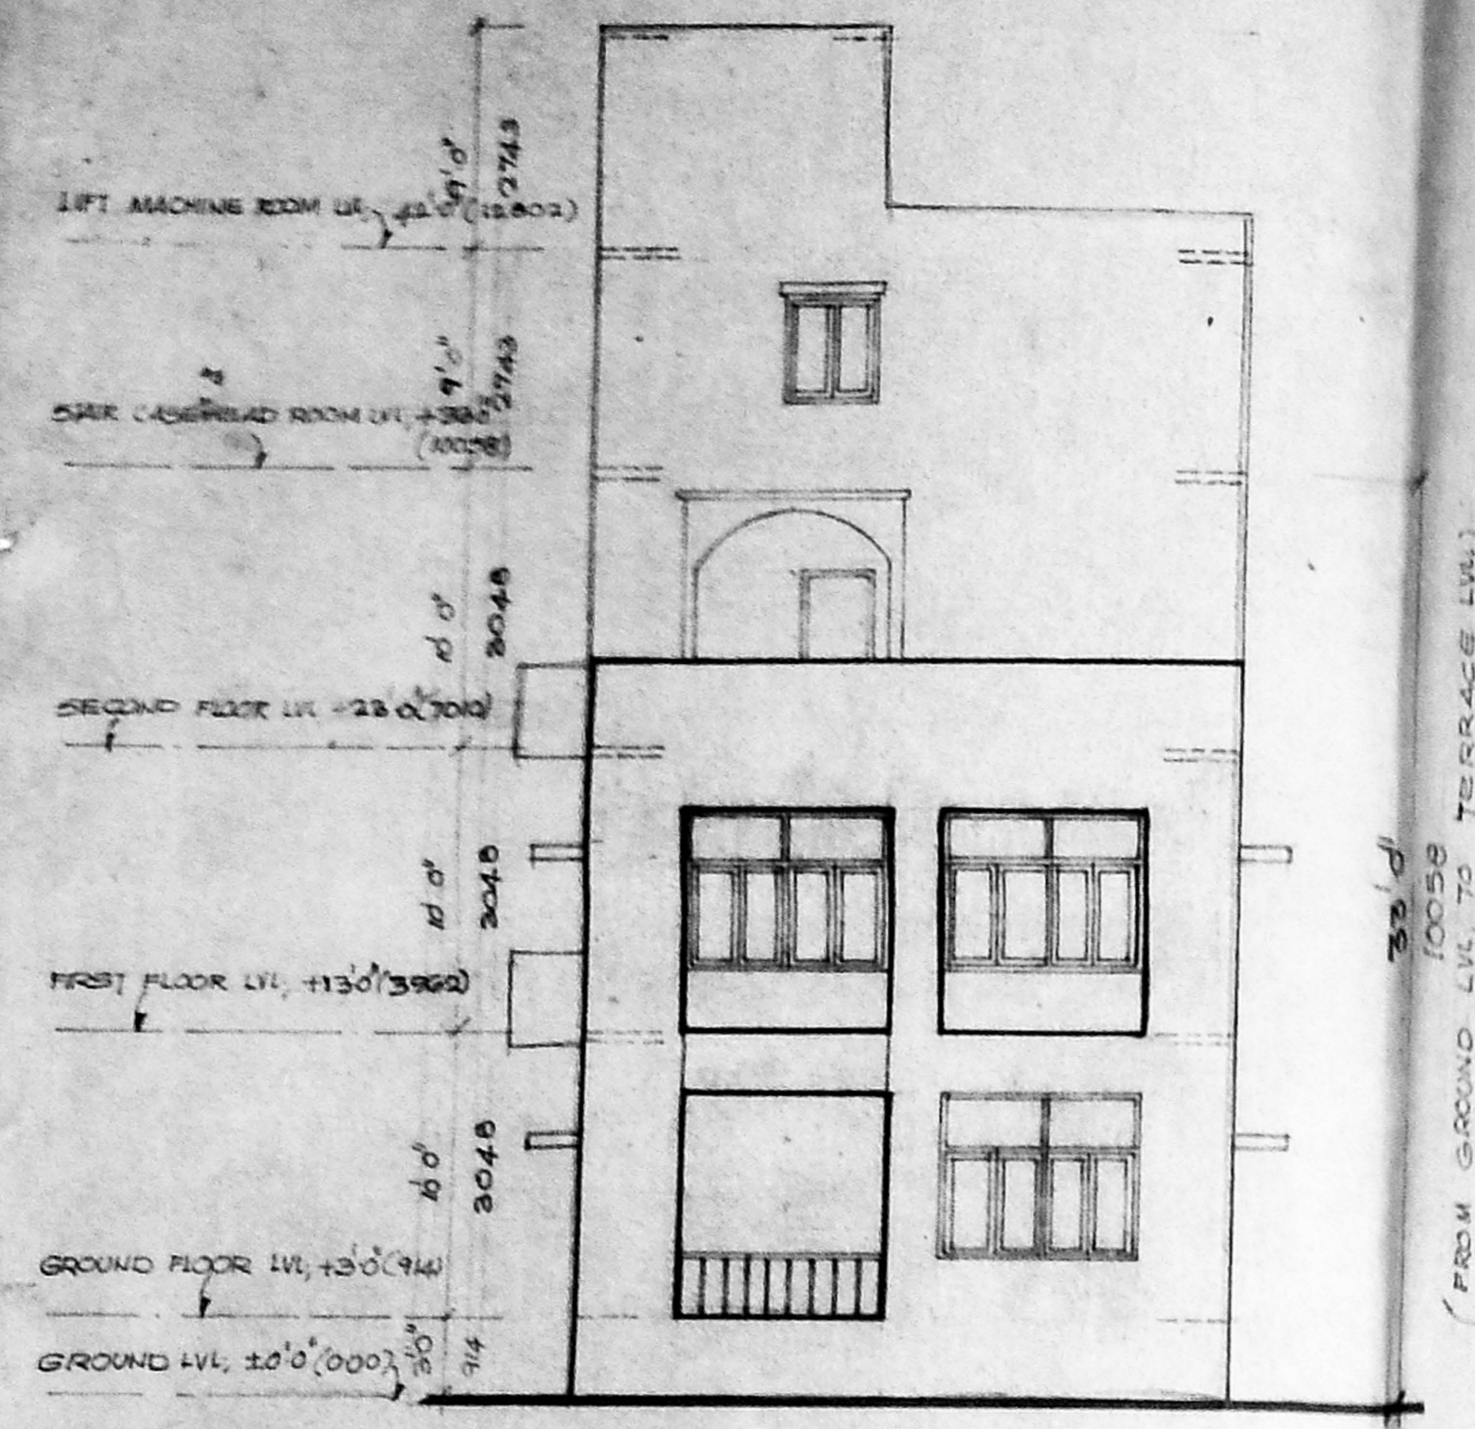 9'0"
2743
LIFT MACHINE ROOM LVL, 42'0"(12802)
9'0"
2743
STAIR CASE HEAD ROOM LVL, +33'0"
(10058)
10'0"
3048
SECOND FLOOR LVL +23'0"(7010)
10'0"
3048
FIRST FLOOR LVL, +13'0"(3962)
10'0"
3048
GROUND FLOOR LVL, +3'0"(914)
3'0"
914
GROUND LVL, ±0'0"(000)
33'0"
10058
(FROM GROUND LVL TO TERRACE LVL)